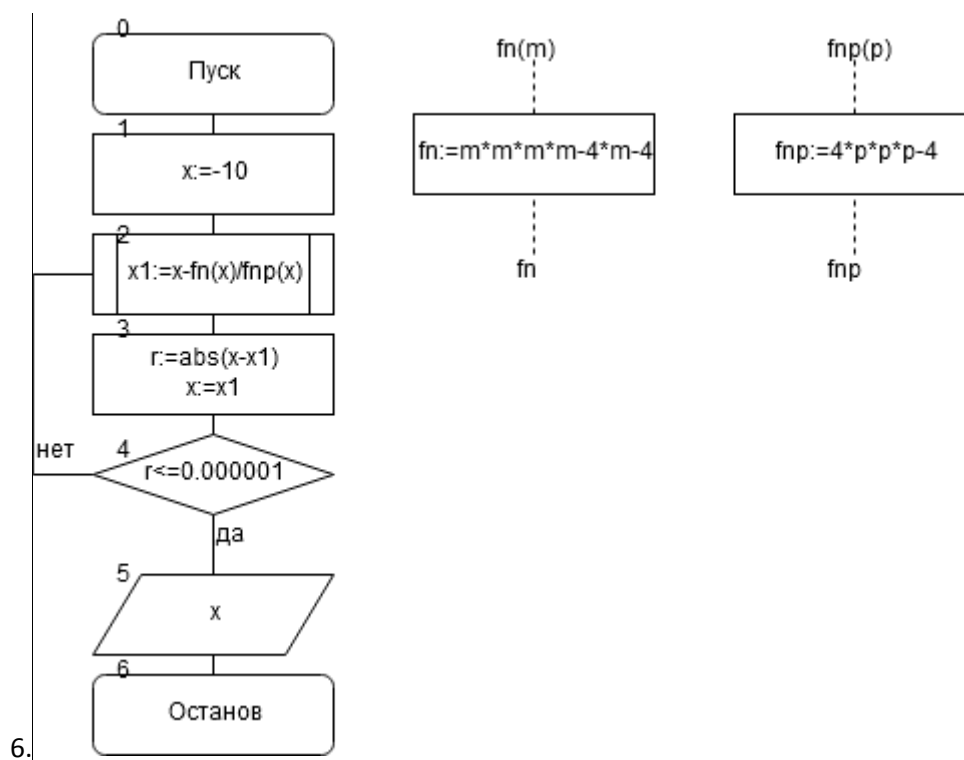 0
Пуск
1
x:=-10
2
x1:=x-fn(x)/fnp(x)
3
r:=abs(x-x1)
x:=x1
нет
4
r<=0.000001
да
5
x
6
Останов
6.
fn(m)
fn:=m*m*m*m-4*m-4
fn
fnp(p)
fnp:=4*p*p*p-4
fnp